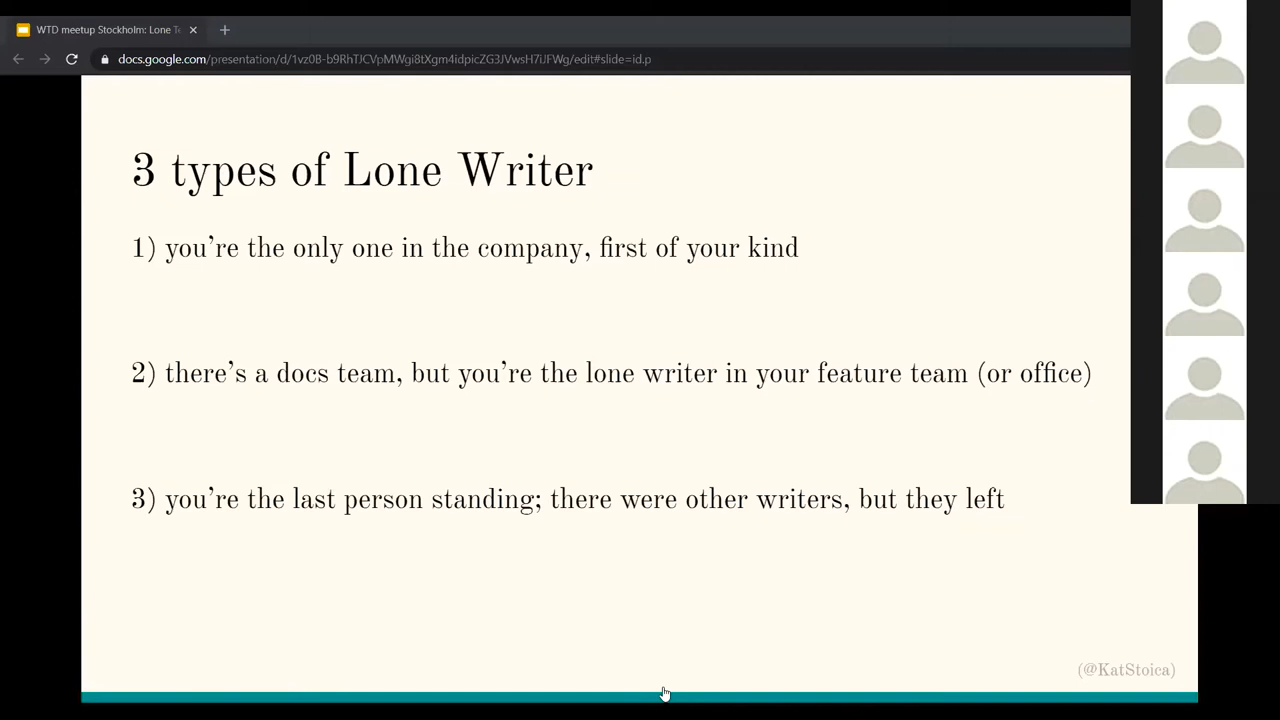 WTD meetup Stockholm: Lone Te
docs.google.com/presentation/d/1vz0B-b9RhTJCVpMWgi8tXgm4idpicZG3JVwsH7iJFWg/edit#slide=id.p
3 types of Lone Writer
1) you’re the only one in the company, first of your kind
2) there’s a docs team, but you’re the lone writer in your feature team (or office)
3) you’re the last person standing; there were other writers, but they left
(@KatStoica)